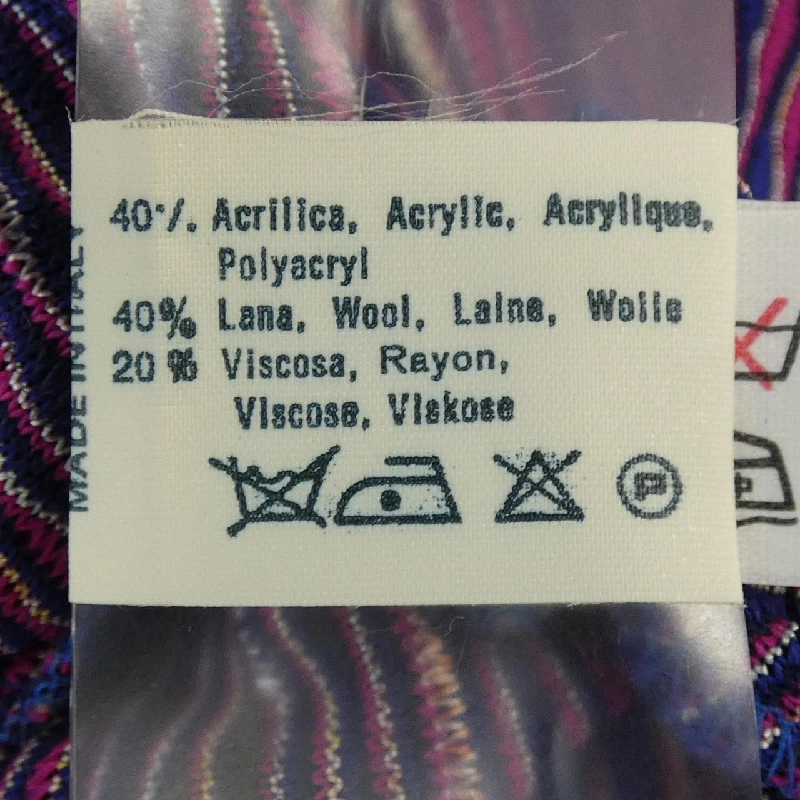 40%. Acrilica, Acrylic, Acrylique,
Polyacryl
40% Lana, Wool, Laine, Wolle
20% Viscosa, Rayon,
Viscose, Viskose
P
MADE IN ITALY